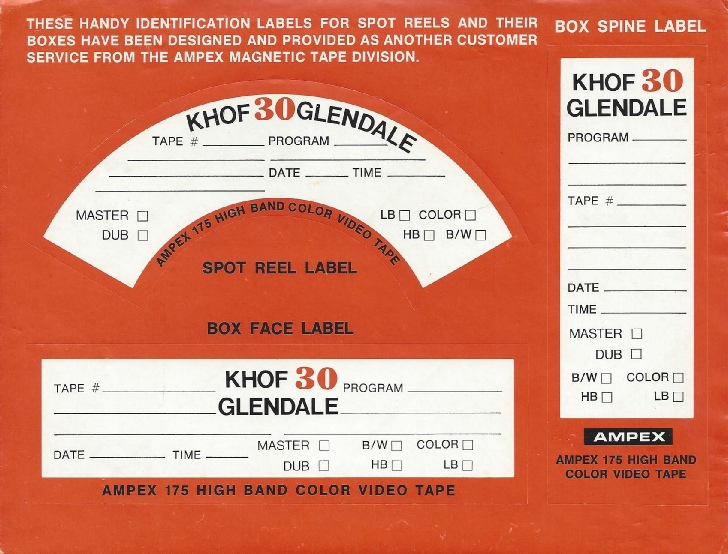 THESE HANDY IDENTIFICATION LABELS FOR SPOT REELS AND THEIR
BOXES HAVE BEEN DESIGNED AND PROVIDED AS ANOTHER CUSTOMER
SERVICE FROM THE AMPEX MAGNETIC TAPE DIVISION.
KHOF 30 GLENDALE
TAPE # PROGRAM
DATE TIME
MASTER LB COLOR
DUB HB B/W
AMPEX 175 HIGH BAND COLOR VIDEO TAPE
SPOT REEL LABEL
BOX FACE LABEL
KHOF 30
TAPE # PROGRAM
GLENDALE
MASTER B/W COLOR
DATE TIME
DUB HB LB
AMPEX 175 HIGH BAND COLOR VIDEO TAPE
BOX SPINE LABEL
KHOF 30
GLENDALE
PROGRAM
TAPE #
DATE
TIME
MASTER
DUB
B/W COLOR
HB LB
AMPEX
AMPEX 175 HIGH BAND
COLOR VIDEO TAPE